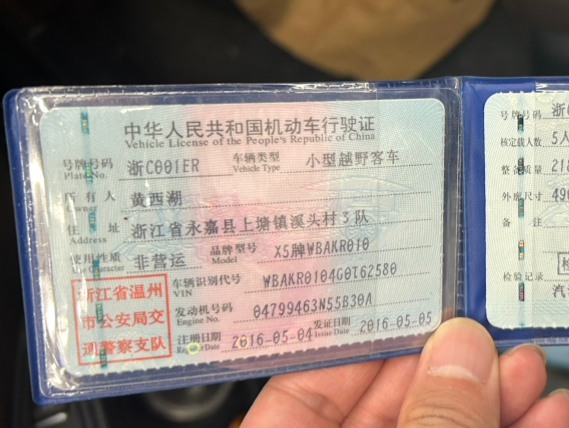 中华人民共和国机动车行驶证
Vehicle License of the People's Republic of China
号牌号码 浙C001ER 车辆类型 小型越野客车
Plate No. Vehicle Type
所有人 黄西湖
Owner
住址 浙江省永嘉县上塘镇溪头村3队
Address
使用性质 非营运 品牌型号 X5牌WBAKR010
Use Character Model
车辆识别代号 WBAKR0104G0T62580
VIN
发动机号码 04799463N55B30A
Engine No.
注册日期 2016-05-04 发证日期 2016-05-05
Register Date Issue Date
浙江省温州
市公安局交
通警察支队
号牌号码 浙
核定载人数 5人
整备质量 218
外廓尺寸 490
备注
检验记录
汽